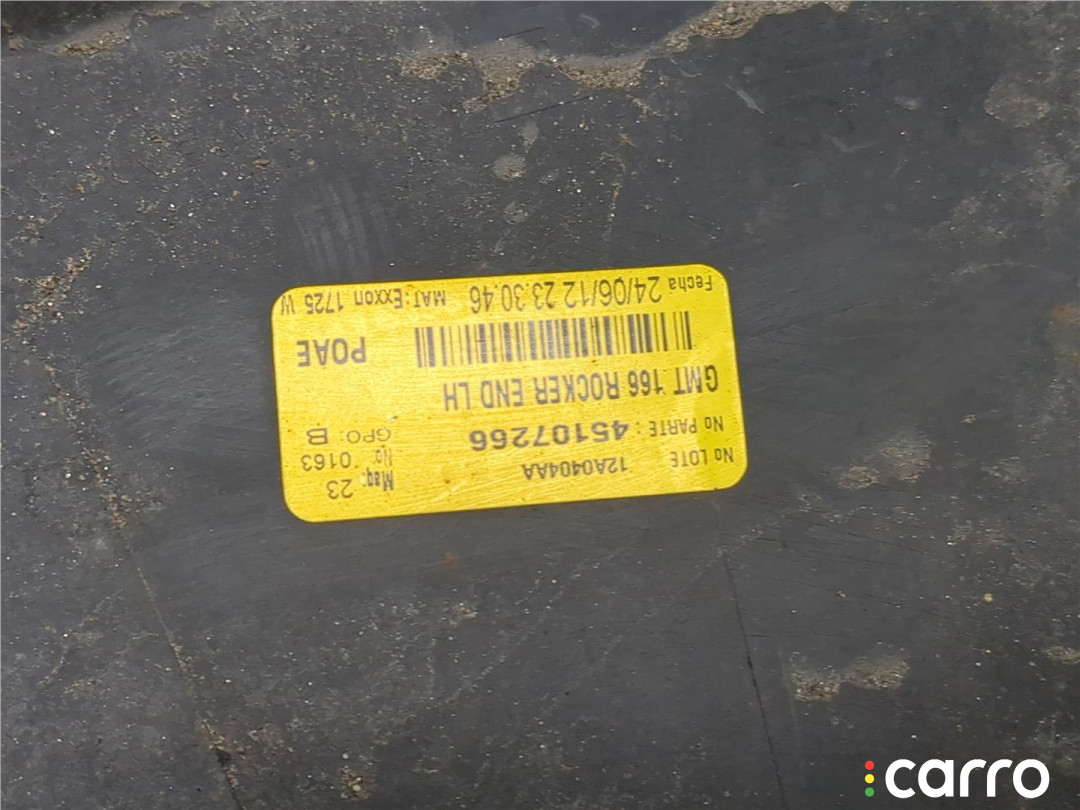 No LOTE 12A0404AA Maq: 23
No PARTE : 45107266 No: 0163
GPO: B
GMT 166 ROCKER END LH
POAE
Fecha 24/06/12 23.30.46 MAT:Exxon 1725 W
carro